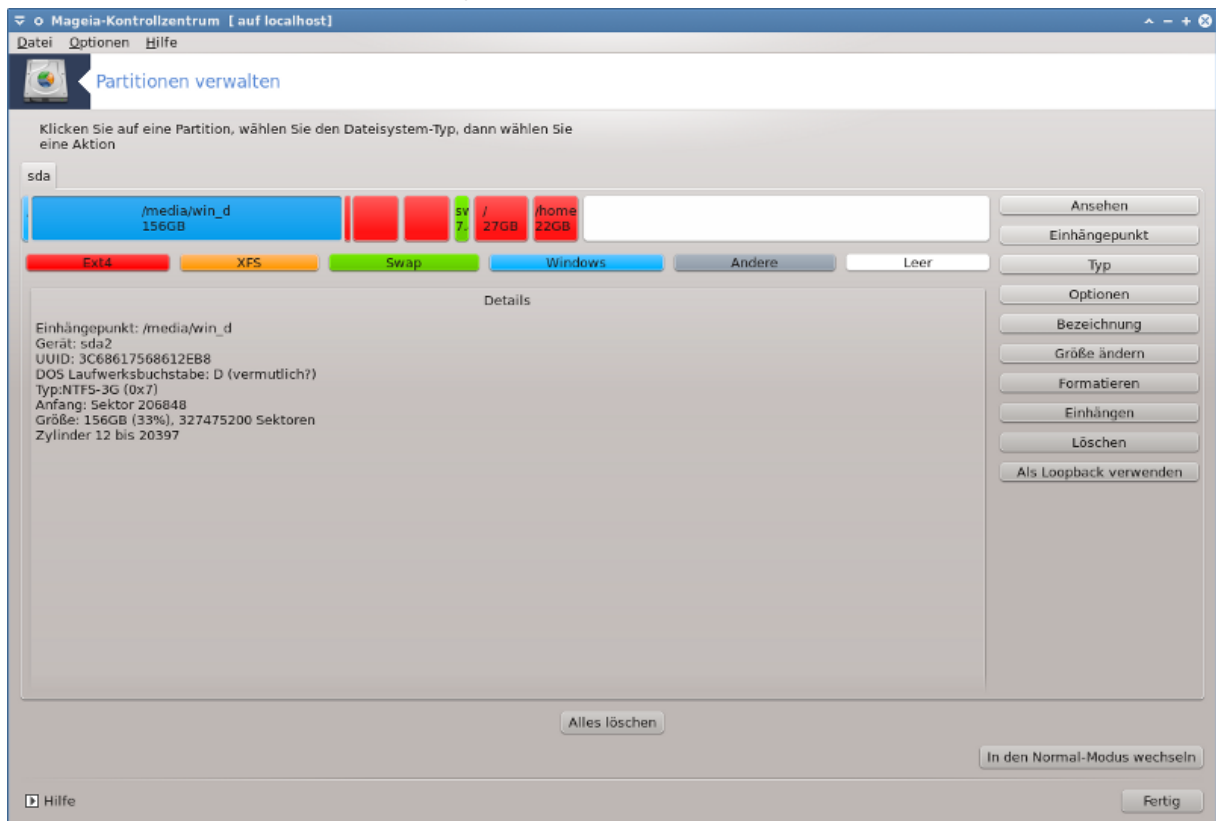 Mageia-Kontrollzentrum [ auf localhost]
Datei Optionen Hilfe
Partitionen verwalten
Klicken Sie auf eine Partition, wählen Sie den Dateisystem-Typ, dann wählen Sie
eine Aktion
sda
/media/win_d
156GB
sv
7.
/
27GB
/home
22GB
Ext4 XFS Swap Windows Andere Leer
Details
Einhängepunkt: /media/win_d
Gerät: sda2
UUID: 3C68617568612EB8
DOS Laufwerksbuchstabe: D (vermutlich?)
Typ:NTFS-3G (0x7)
Anfang: Sektor 206848
Größe: 156GB (33%), 327475200 Sektoren
Zylinder 12 bis 20397
Ansehen
Einhängepunkt
Typ
Optionen
Bezeichnung
Größe ändern
Formatieren
Einhängen
Löschen
Als Loopback verwenden
Alles löschen
In den Normal-Modus wechseln
Hilfe
Fertig